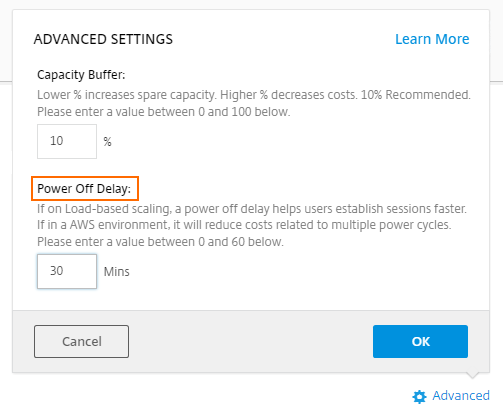 ADVANCED SETTINGS
Learn More
Capacity Buffer:
Lower % increases spare capacity. Higher % decreases costs. 10% Recommended.
Please enter a value between 0 and 100 below.
10 %
Power Off Delay:
If on Load-based scaling, a power off delay helps users establish sessions faster.
If in a AWS environment, it will reduce costs related to multiple power cycles.
Please enter a value between 0 and 60 below.
30 Mins
Cancel
OK
Advanced